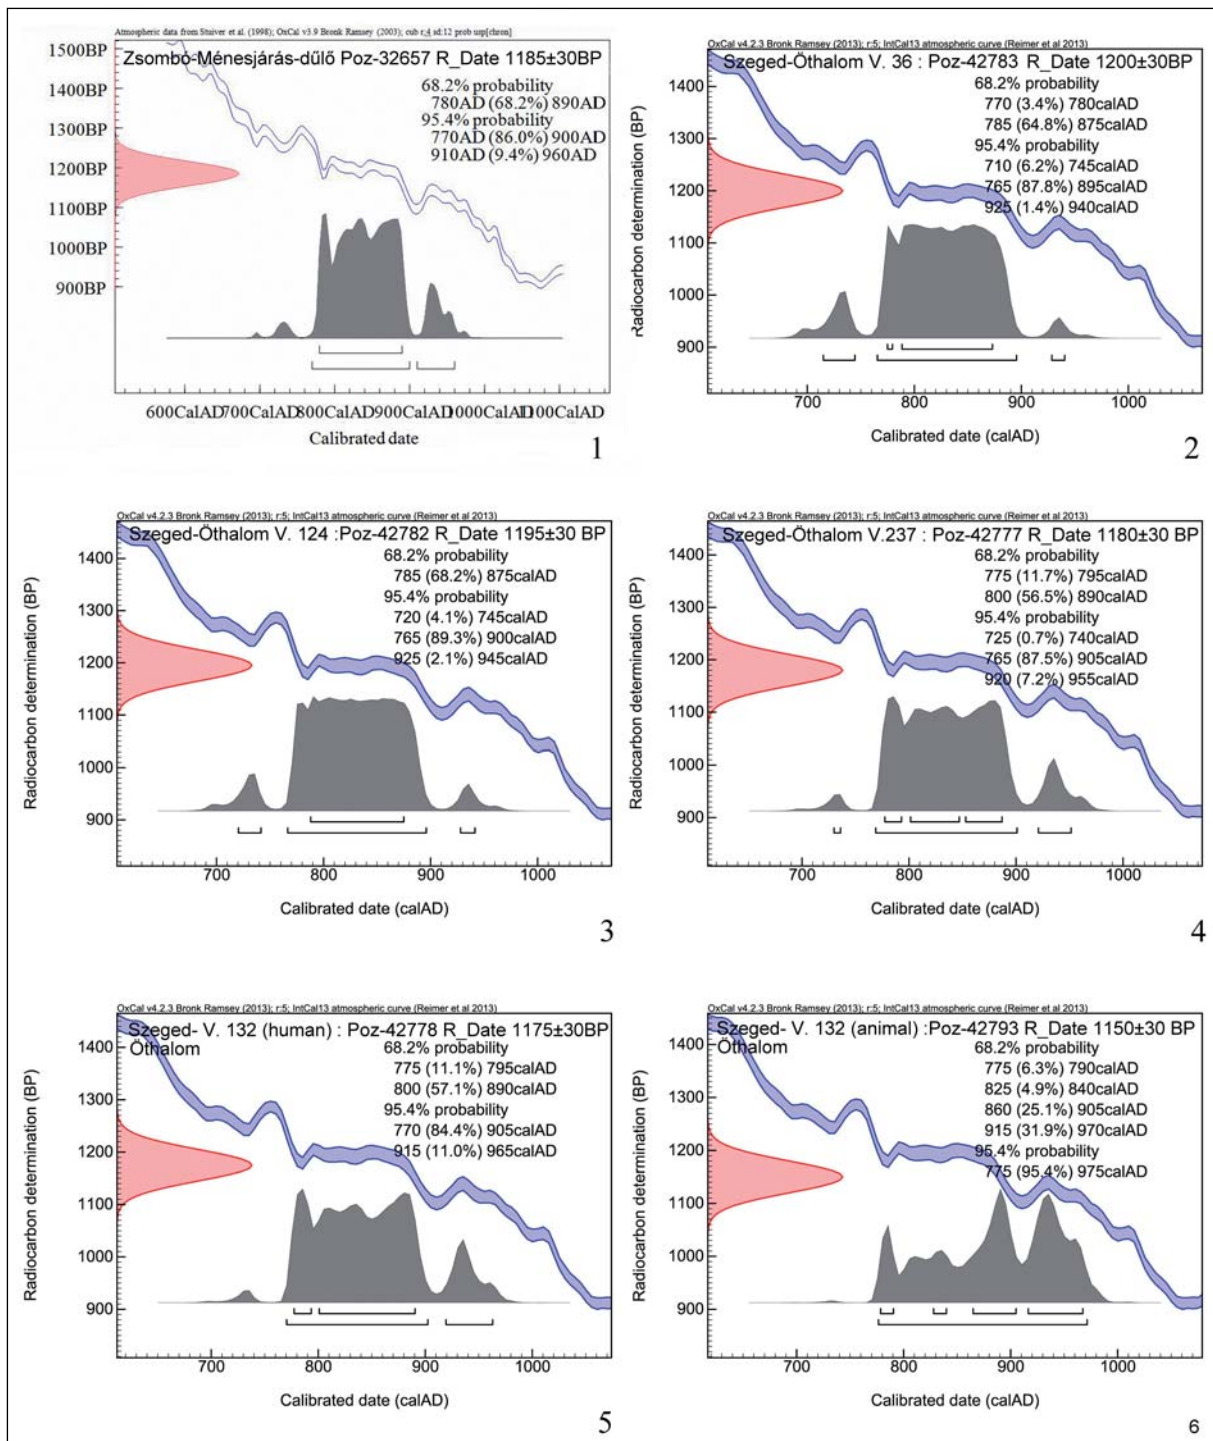 Atmospheric data from Stuiver et al. (1998); OxCal v3.9 Bronk Ramsey (2003); cub r:4 sd:12 prob usp[chron]
Zsombó-Ménesjárás-dűlő Poz-32657 R_Date 1185±30BP
68.2% probability
780AD (68.2%) 890AD
95.4% probability
770AD (86.0%) 900AD
910AD (9.4%) 960AD
1500BP
1400BP
1300BP
1200BP
1100BP
1000BP
900BP
600CalAD 700CalAD 800CalAD 900CalAD 1000CalAD 1100CalAD
Calibrated date
1
OxCal v4.2.3 Bronk Ramsey (2013); r:5; IntCal13 atmospheric curve (Reimer et al 2013)
Szeged-Öthalom V. 36 : Poz-42783 R_Date 1200±30BP
68.2% probability
770 (3.4%) 780calAD
785 (64.8%) 875calAD
95.4% probability
710 (6.2%) 745calAD
765 (87.8%) 895calAD
925 (1.4%) 940calAD
Radiocarbon determination (BP)
1400
1300
1200
1100
1000
900
700 800 900 1000
Calibrated date (calAD)
2
OxCal v4.2.3 Bronk Ramsey (2013); r:5; IntCal13 atmospheric curve (Reimer et al 2013)
Szeged-Öthalom V. 124 :Poz-42782 R_Date 1195±30 BP
68.2% probability
785 (68.2%) 875calAD
95.4% probability
720 (4.1%) 745calAD
765 (89.3%) 900calAD
925 (2.1%) 945calAD
Radiocarbon determination (BP)
1400
1300
1200
1100
1000
900
700 800 900 1000
Calibrated date (calAD)
3
OxCal v4.2.3 Bronk Ramsey (2013); r:5; IntCal13 atmospheric curve (Reimer et al 2013)
Szeged-Öthalom V.237 : Poz-42777 R_Date 1180±30 BP
68.2% probability
775 (11.7%) 795calAD
800 (56.5%) 890calAD
95.4% probability
725 (0.7%) 740calAD
765 (87.5%) 905calAD
920 (7.2%) 955calAD
Radiocarbon determination (BP)
1400
1300
1200
1100
1000
900
700 800 900 1000
Calibrated date (calAD)
4
OxCal v4.2.3 Bronk Ramsey (2013); r:5; IntCal13 atmospheric curve (Reimer et al 2013)
Szeged- V. 132 (human) : Poz-42778 R_Date 1175±30BP
Öthalom
68.2% probability
775 (11.1%) 795calAD
800 (57.1%) 890calAD
95.4% probability
770 (84.4%) 905calAD
915 (11.0%) 965calAD
Radiocarbon determination (BP)
1400
1300
1200
1100
1000
900
700 800 900 1000
Calibrated date (calAD)
5
OxCal v4.2.3 Bronk Ramsey (2013); r:5; IntCal13 atmospheric curve (Reimer et al 2013)
Szeged- V. 132 (animal) :Poz-42793 R_Date 1150±30 BP
Öthalom
68.2% probability
775 (6.3%) 790calAD
825 (4.9%) 840calAD
860 (25.1%) 905calAD
915 (31.9%) 970calAD
95.4% probability
775 (95.4%) 975calAD
Radiocarbon determination (BP)
1400
1300
1200
1100
1000
900
700 800 900 1000
Calibrated date (calAD)
6